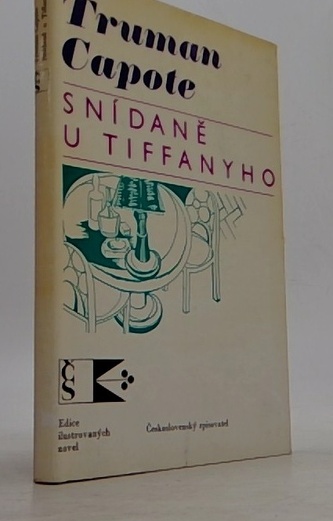 Truman
Capote
SNÍDANĚ
U TIFFANYHO
ČS
Edice
ilustrovaných
novel
Československý spisovatel